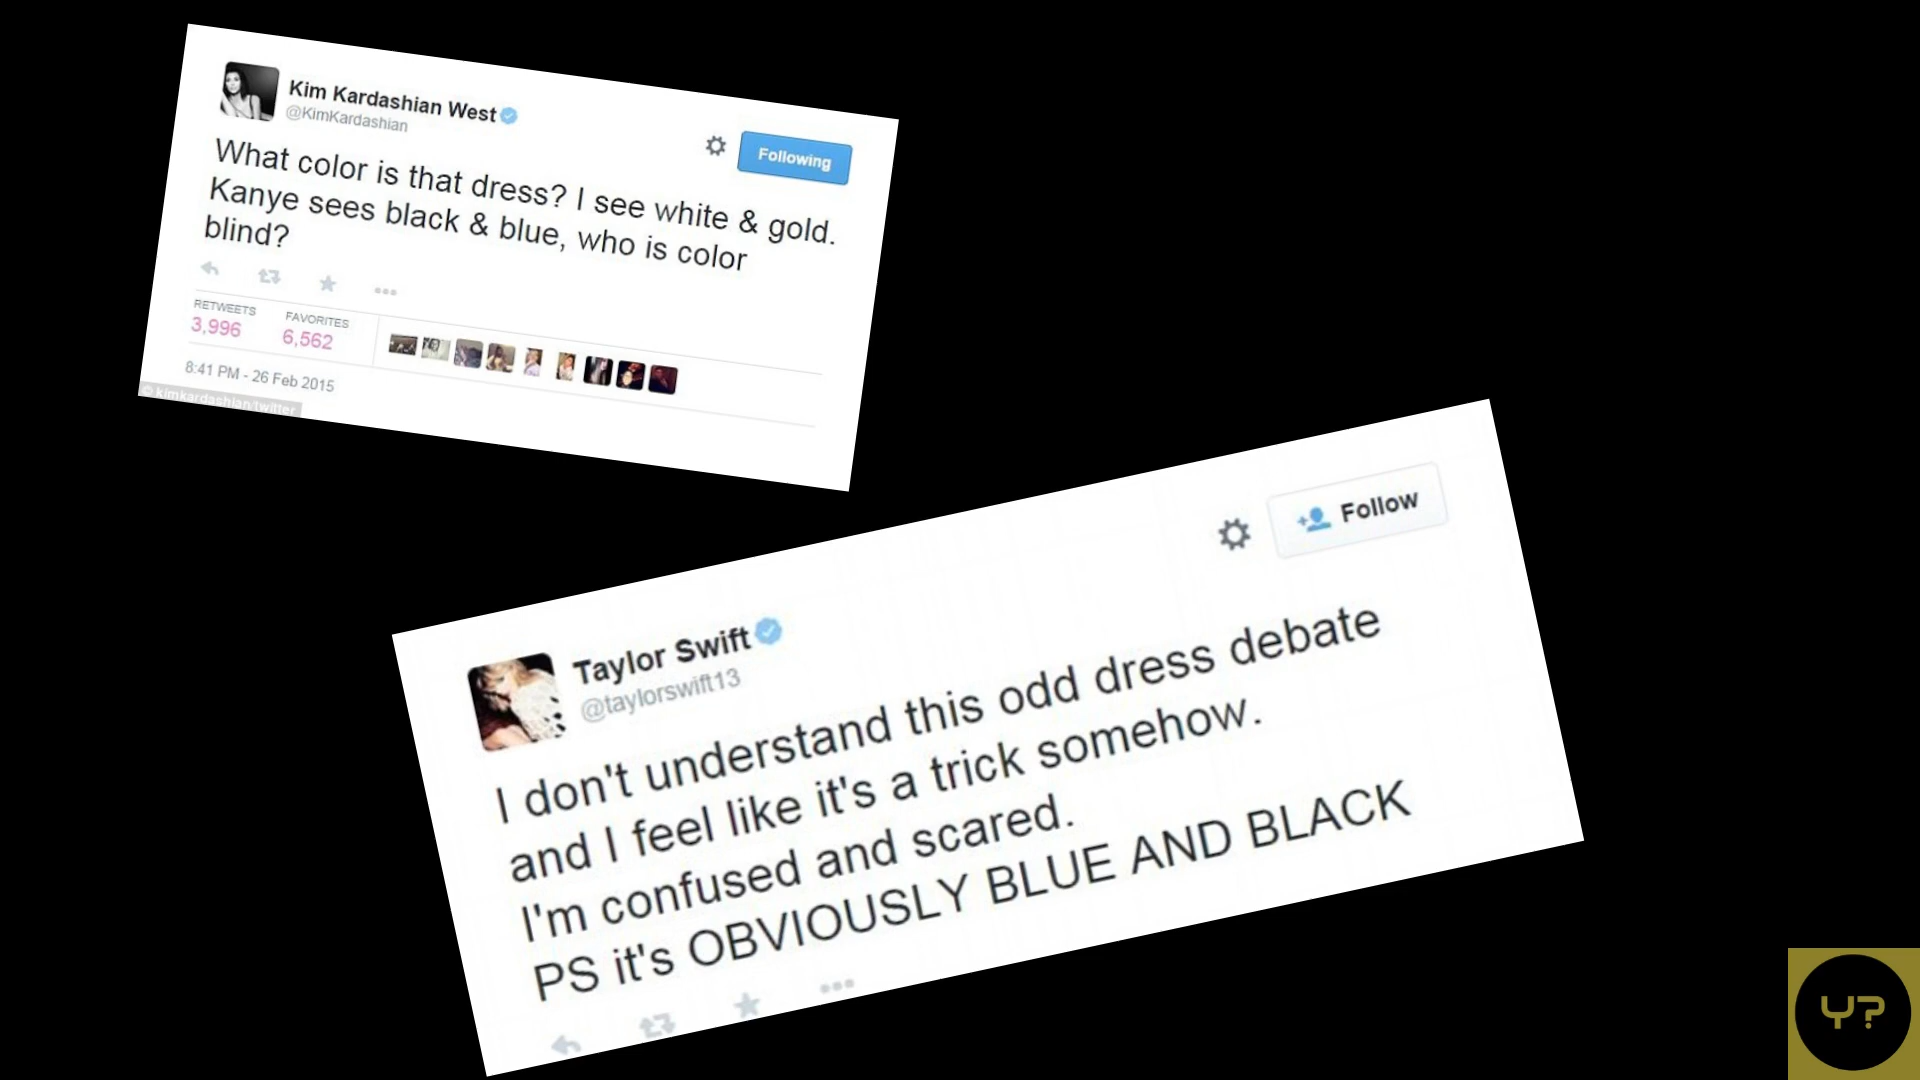 Kim Kardashian West
@KimKardashian
Following
What color is that dress? I see white & gold.
Kanye sees black & blue, who is color
blind?
RETWEETS FAVORITES
3,996 6,562
8:41 PM - 26 Feb 2015
© kimkardashian/twitter
Follow
Taylor Swift
@taylorswift13
I don't understand this odd dress debate
and I feel like it's a trick somehow.
I'm confused and scared.
PS it's OBVIOUSLY BLUE AND BLACK
Y?